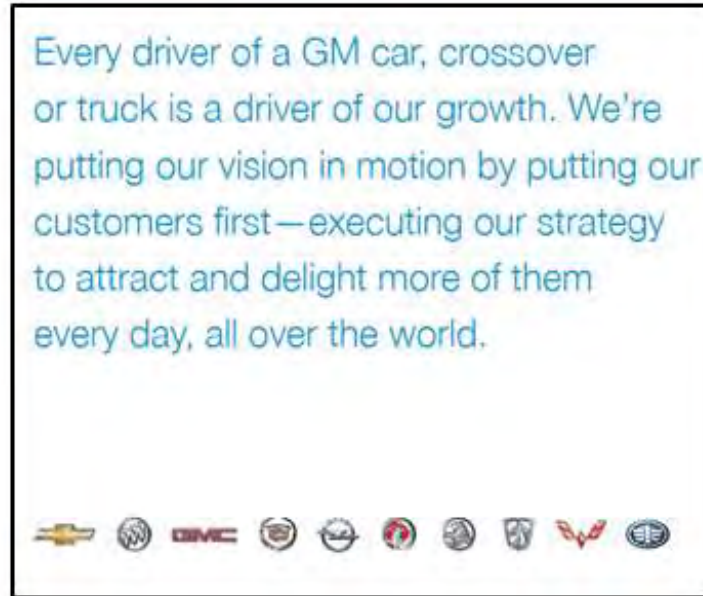 Every driver of a GM car, crossover
or truck is a driver of our growth. We're
putting our vision in motion by putting our
customers first—executing our strategy
to attract and delight more of them
every day, all over the world.
GMC